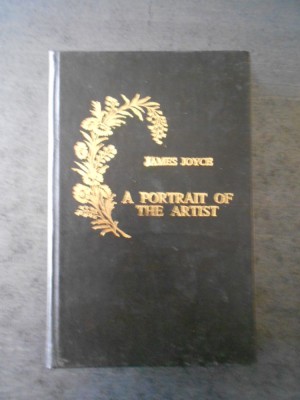 JAMES JOYCE
A PORTRAIT OF
THE ARTIST